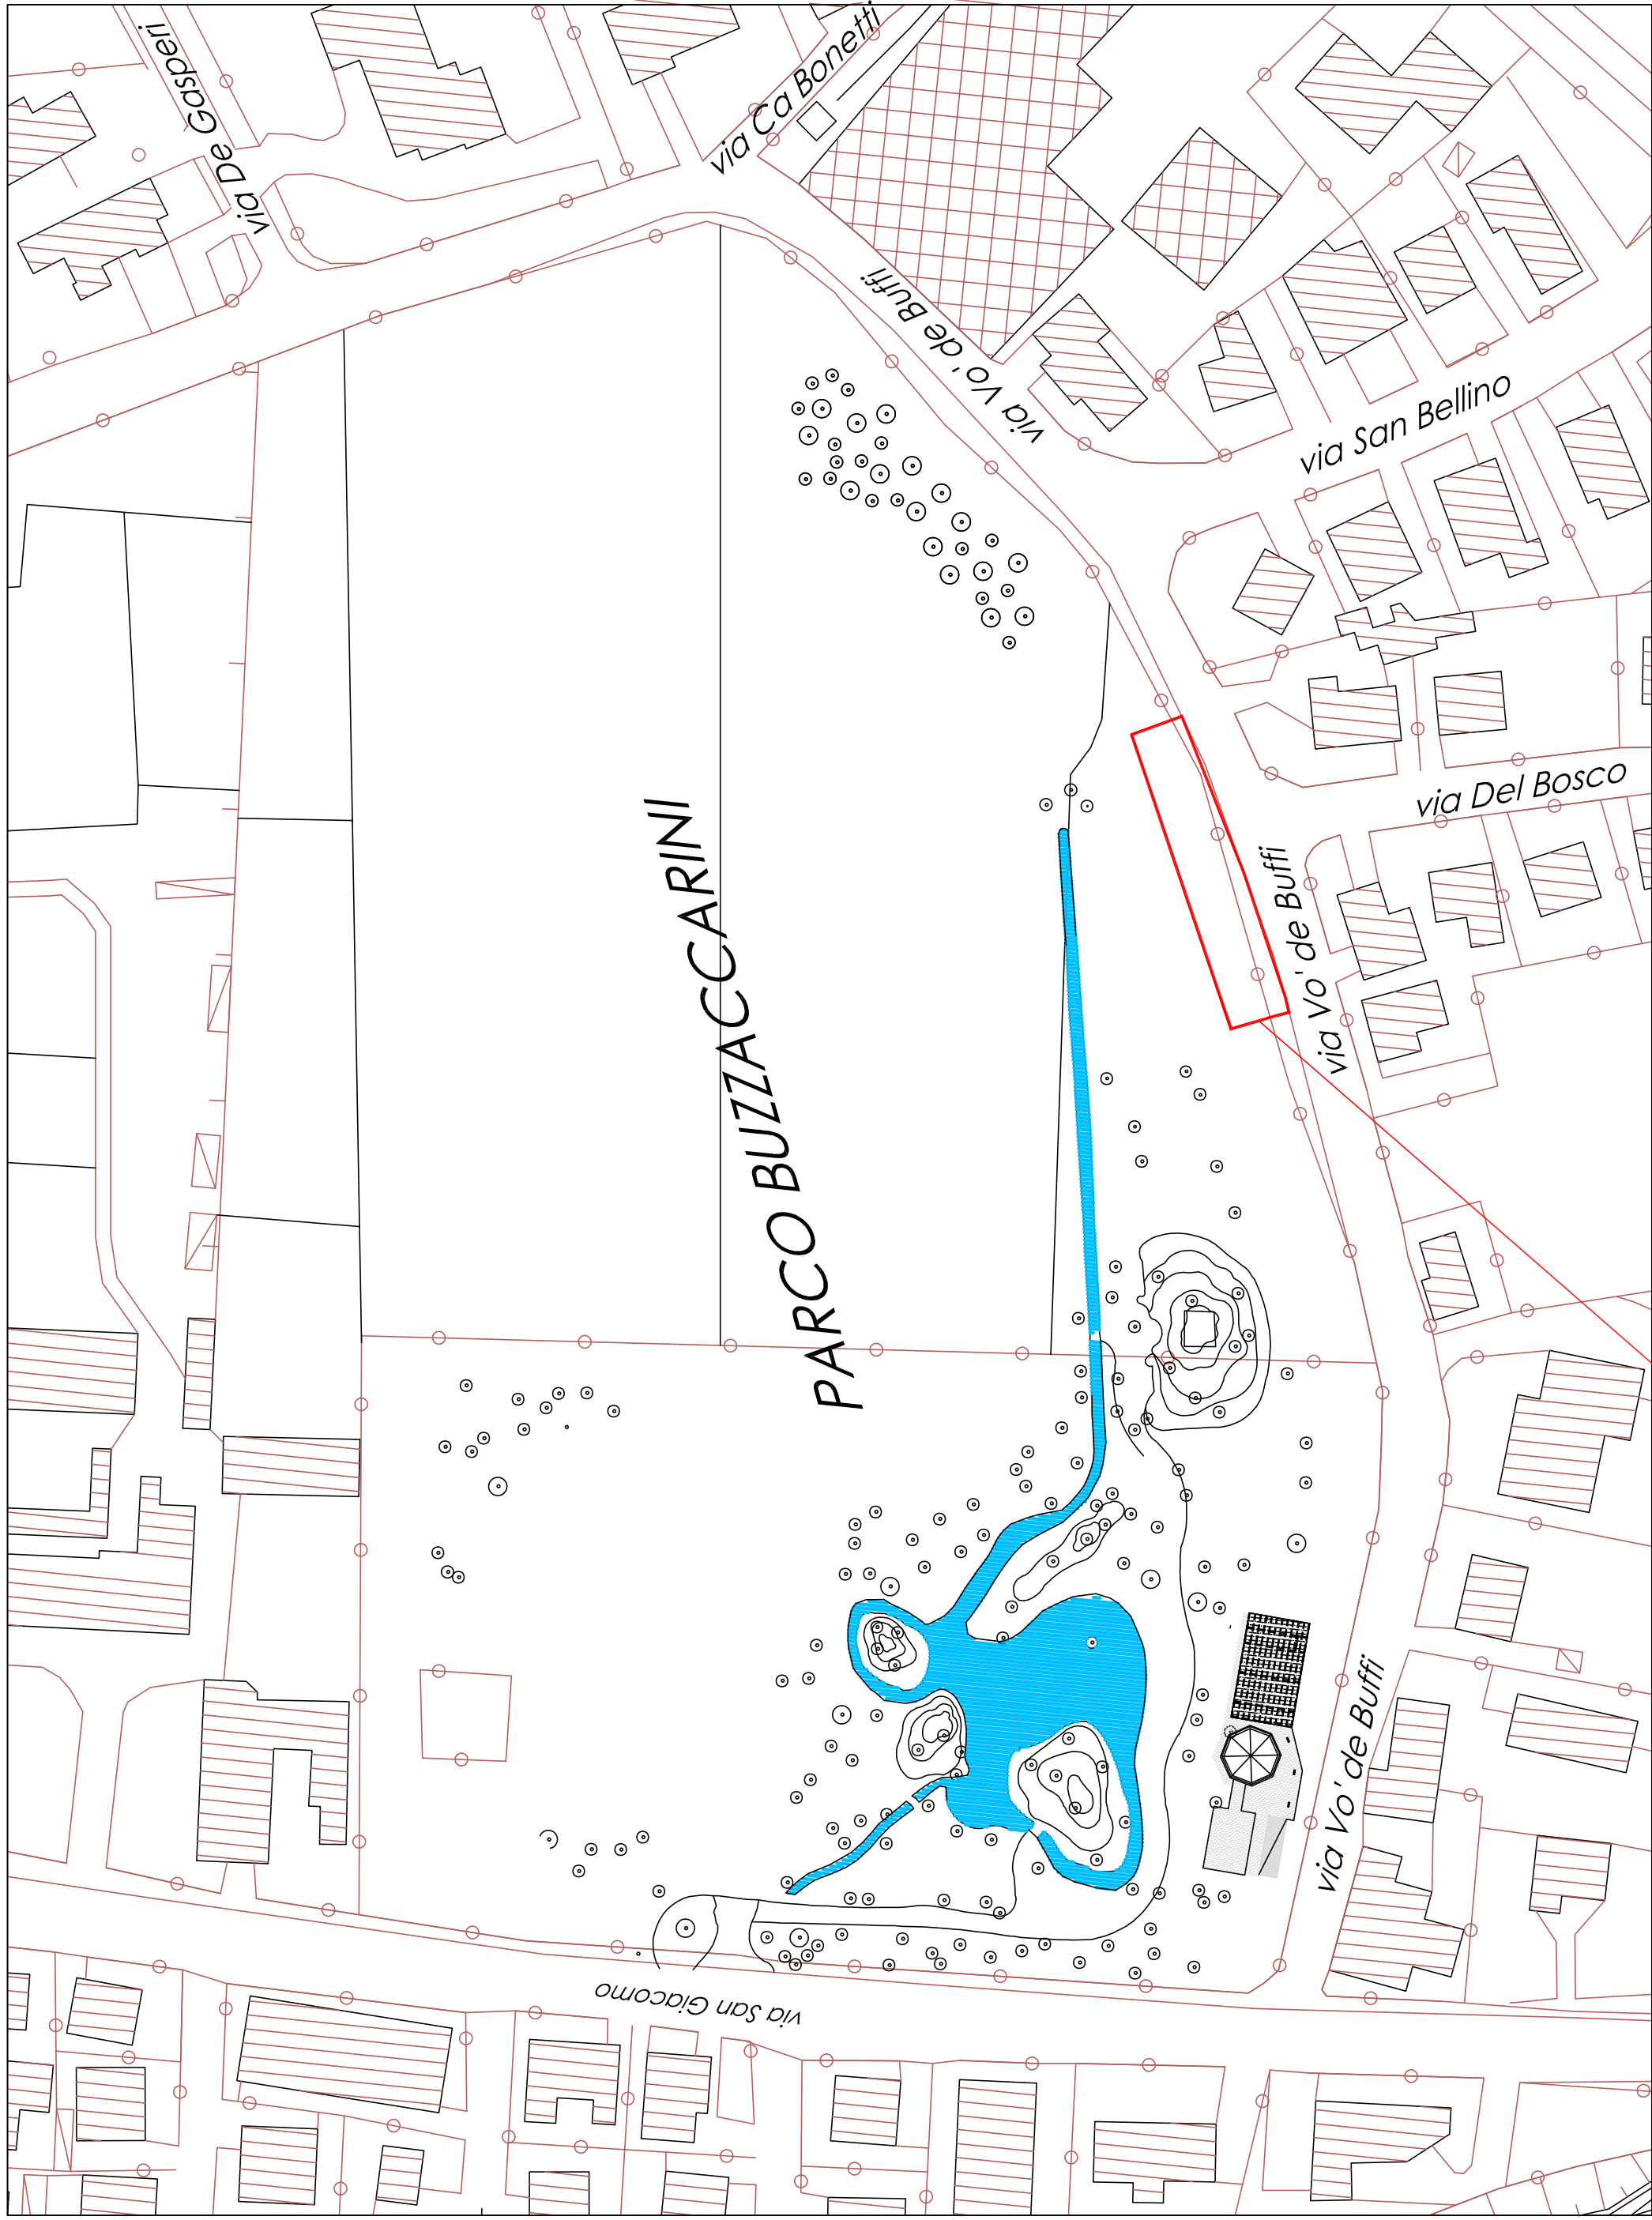 via De Gasperi
via Ca Bonetti
via Vo' de Buffi
via San Bellino
via Del Bosco
PARCO BUZZACCARINI
via Vo' de Buffi
via Vo' de Buffi
via San Giacomo